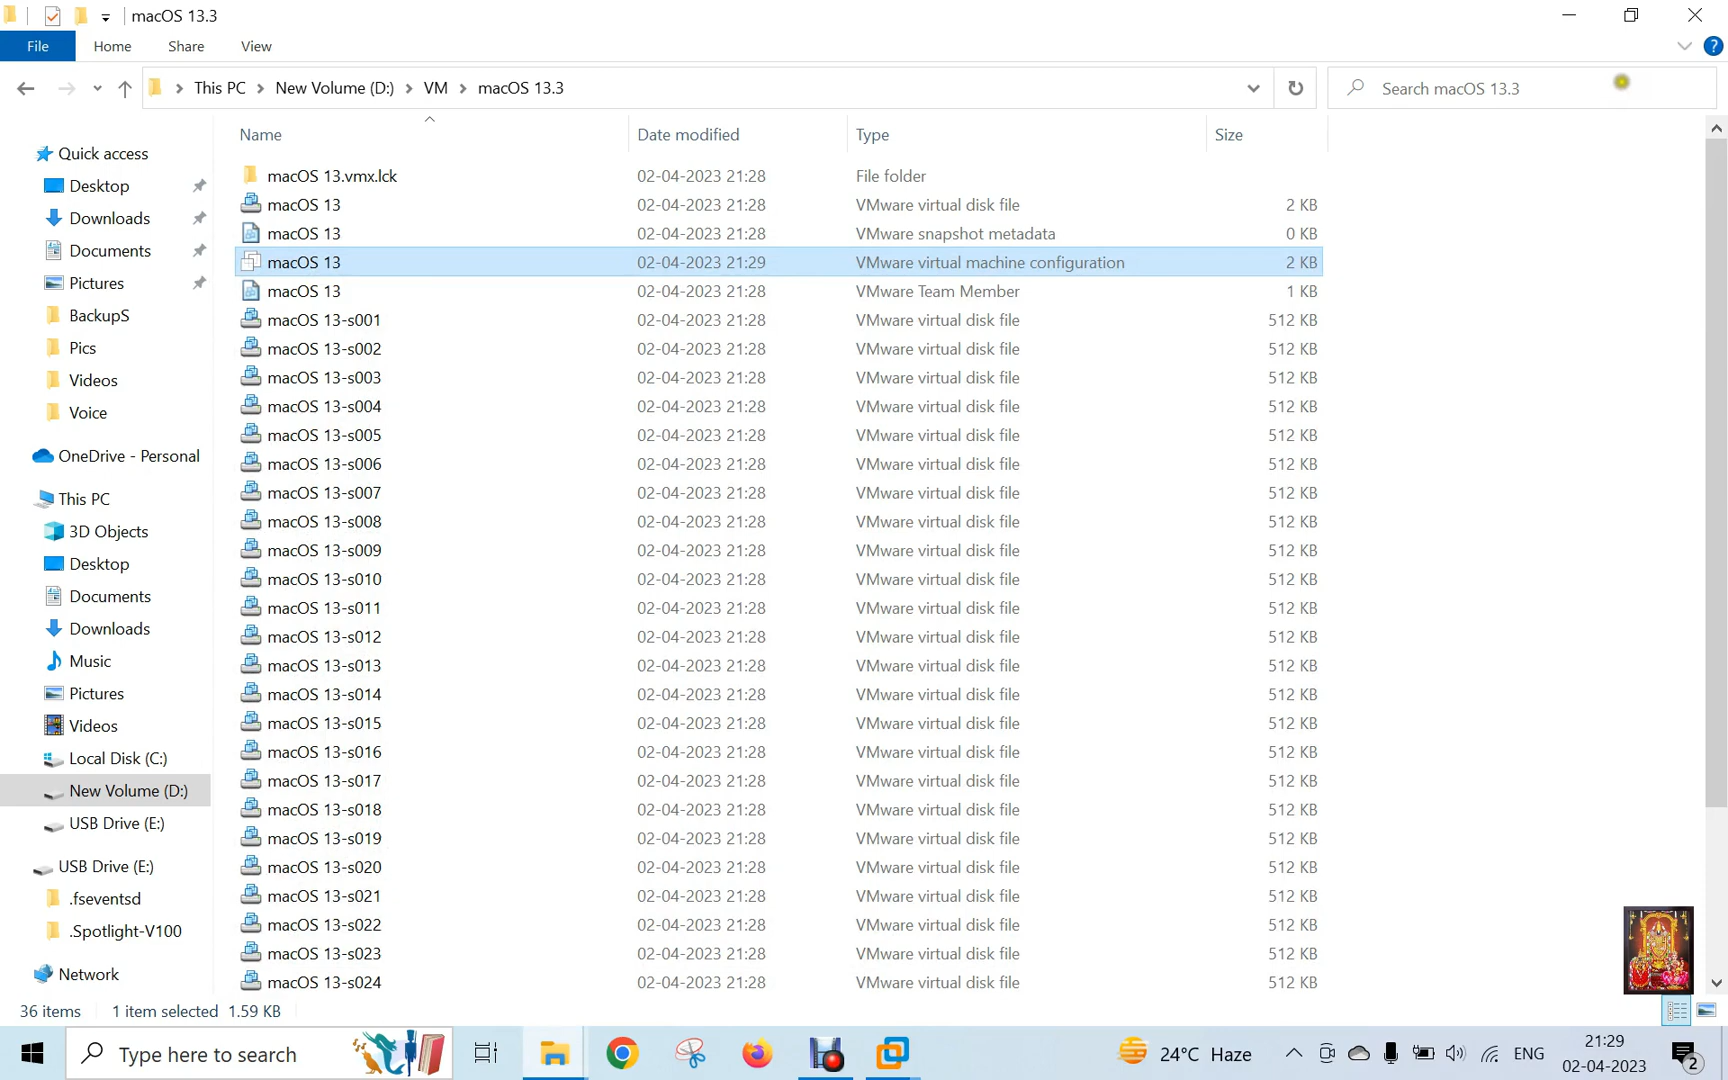 macOS 13.3
File Home Share View
This PC New Volume (D:) VM macOS 13.3
Search macOS 13.3
Name Date modified Type Size
Quick access
Desktop
Downloads
Documents
Pictures
BackupS
Pics
Videos
Voice
OneDrive - Personal
This PC
3D Objects
Desktop
Documents
Downloads
Music
Pictures
Videos
Local Disk (C:)
New Volume (D:)
USB Drive (E:)
USB Drive (E:)
.fseventsd
.Spotlight-V100
Network
macOS 13.vmx.lck 02-04-2023 21:28 File folder
macOS 13 02-04-2023 21:28 VMware virtual disk file 2 KB
macOS 13 02-04-2023 21:28 VMware snapshot metadata 0 KB
macOS 13 02-04-2023 21:29 VMware virtual machine configuration 2 KB
macOS 13 02-04-2023 21:28 VMware Team Member 1 KB
macOS 13-s001 02-04-2023 21:28 VMware virtual disk file 512 KB
macOS 13-s002 02-04-2023 21:28 VMware virtual disk file 512 KB
macOS 13-s003 02-04-2023 21:28 VMware virtual disk file 512 KB
macOS 13-s004 02-04-2023 21:28 VMware virtual disk file 512 KB
macOS 13-s005 02-04-2023 21:28 VMware virtual disk file 512 KB
macOS 13-s006 02-04-2023 21:28 VMware virtual disk file 512 KB
macOS 13-s007 02-04-2023 21:28 VMware virtual disk file 512 KB
macOS 13-s008 02-04-2023 21:28 VMware virtual disk file 512 KB
macOS 13-s009 02-04-2023 21:28 VMware virtual disk file 512 KB
macOS 13-s010 02-04-2023 21:28 VMware virtual disk file 512 KB
macOS 13-s011 02-04-2023 21:28 VMware virtual disk file 512 KB
macOS 13-s012 02-04-2023 21:28 VMware virtual disk file 512 KB
macOS 13-s013 02-04-2023 21:28 VMware virtual disk file 512 KB
macOS 13-s014 02-04-2023 21:28 VMware virtual disk file 512 KB
macOS 13-s015 02-04-2023 21:28 VMware virtual disk file 512 KB
macOS 13-s016 02-04-2023 21:28 VMware virtual disk file 512 KB
macOS 13-s017 02-04-2023 21:28 VMware virtual disk file 512 KB
macOS 13-s018 02-04-2023 21:28 VMware virtual disk file 512 KB
macOS 13-s019 02-04-2023 21:28 VMware virtual disk file 512 KB
macOS 13-s020 02-04-2023 21:28 VMware virtual disk file 512 KB
macOS 13-s021 02-04-2023 21:28 VMware virtual disk file 512 KB
macOS 13-s022 02-04-2023 21:28 VMware virtual disk file 512 KB
macOS 13-s023 02-04-2023 21:28 VMware virtual disk file 512 KB
macOS 13-s024 02-04-2023 21:28 VMware virtual disk file 512 KB
36 items 1 item selected 1.59 KB
Type here to search
24°C Haze
ENG
21:29
02-04-2023
2